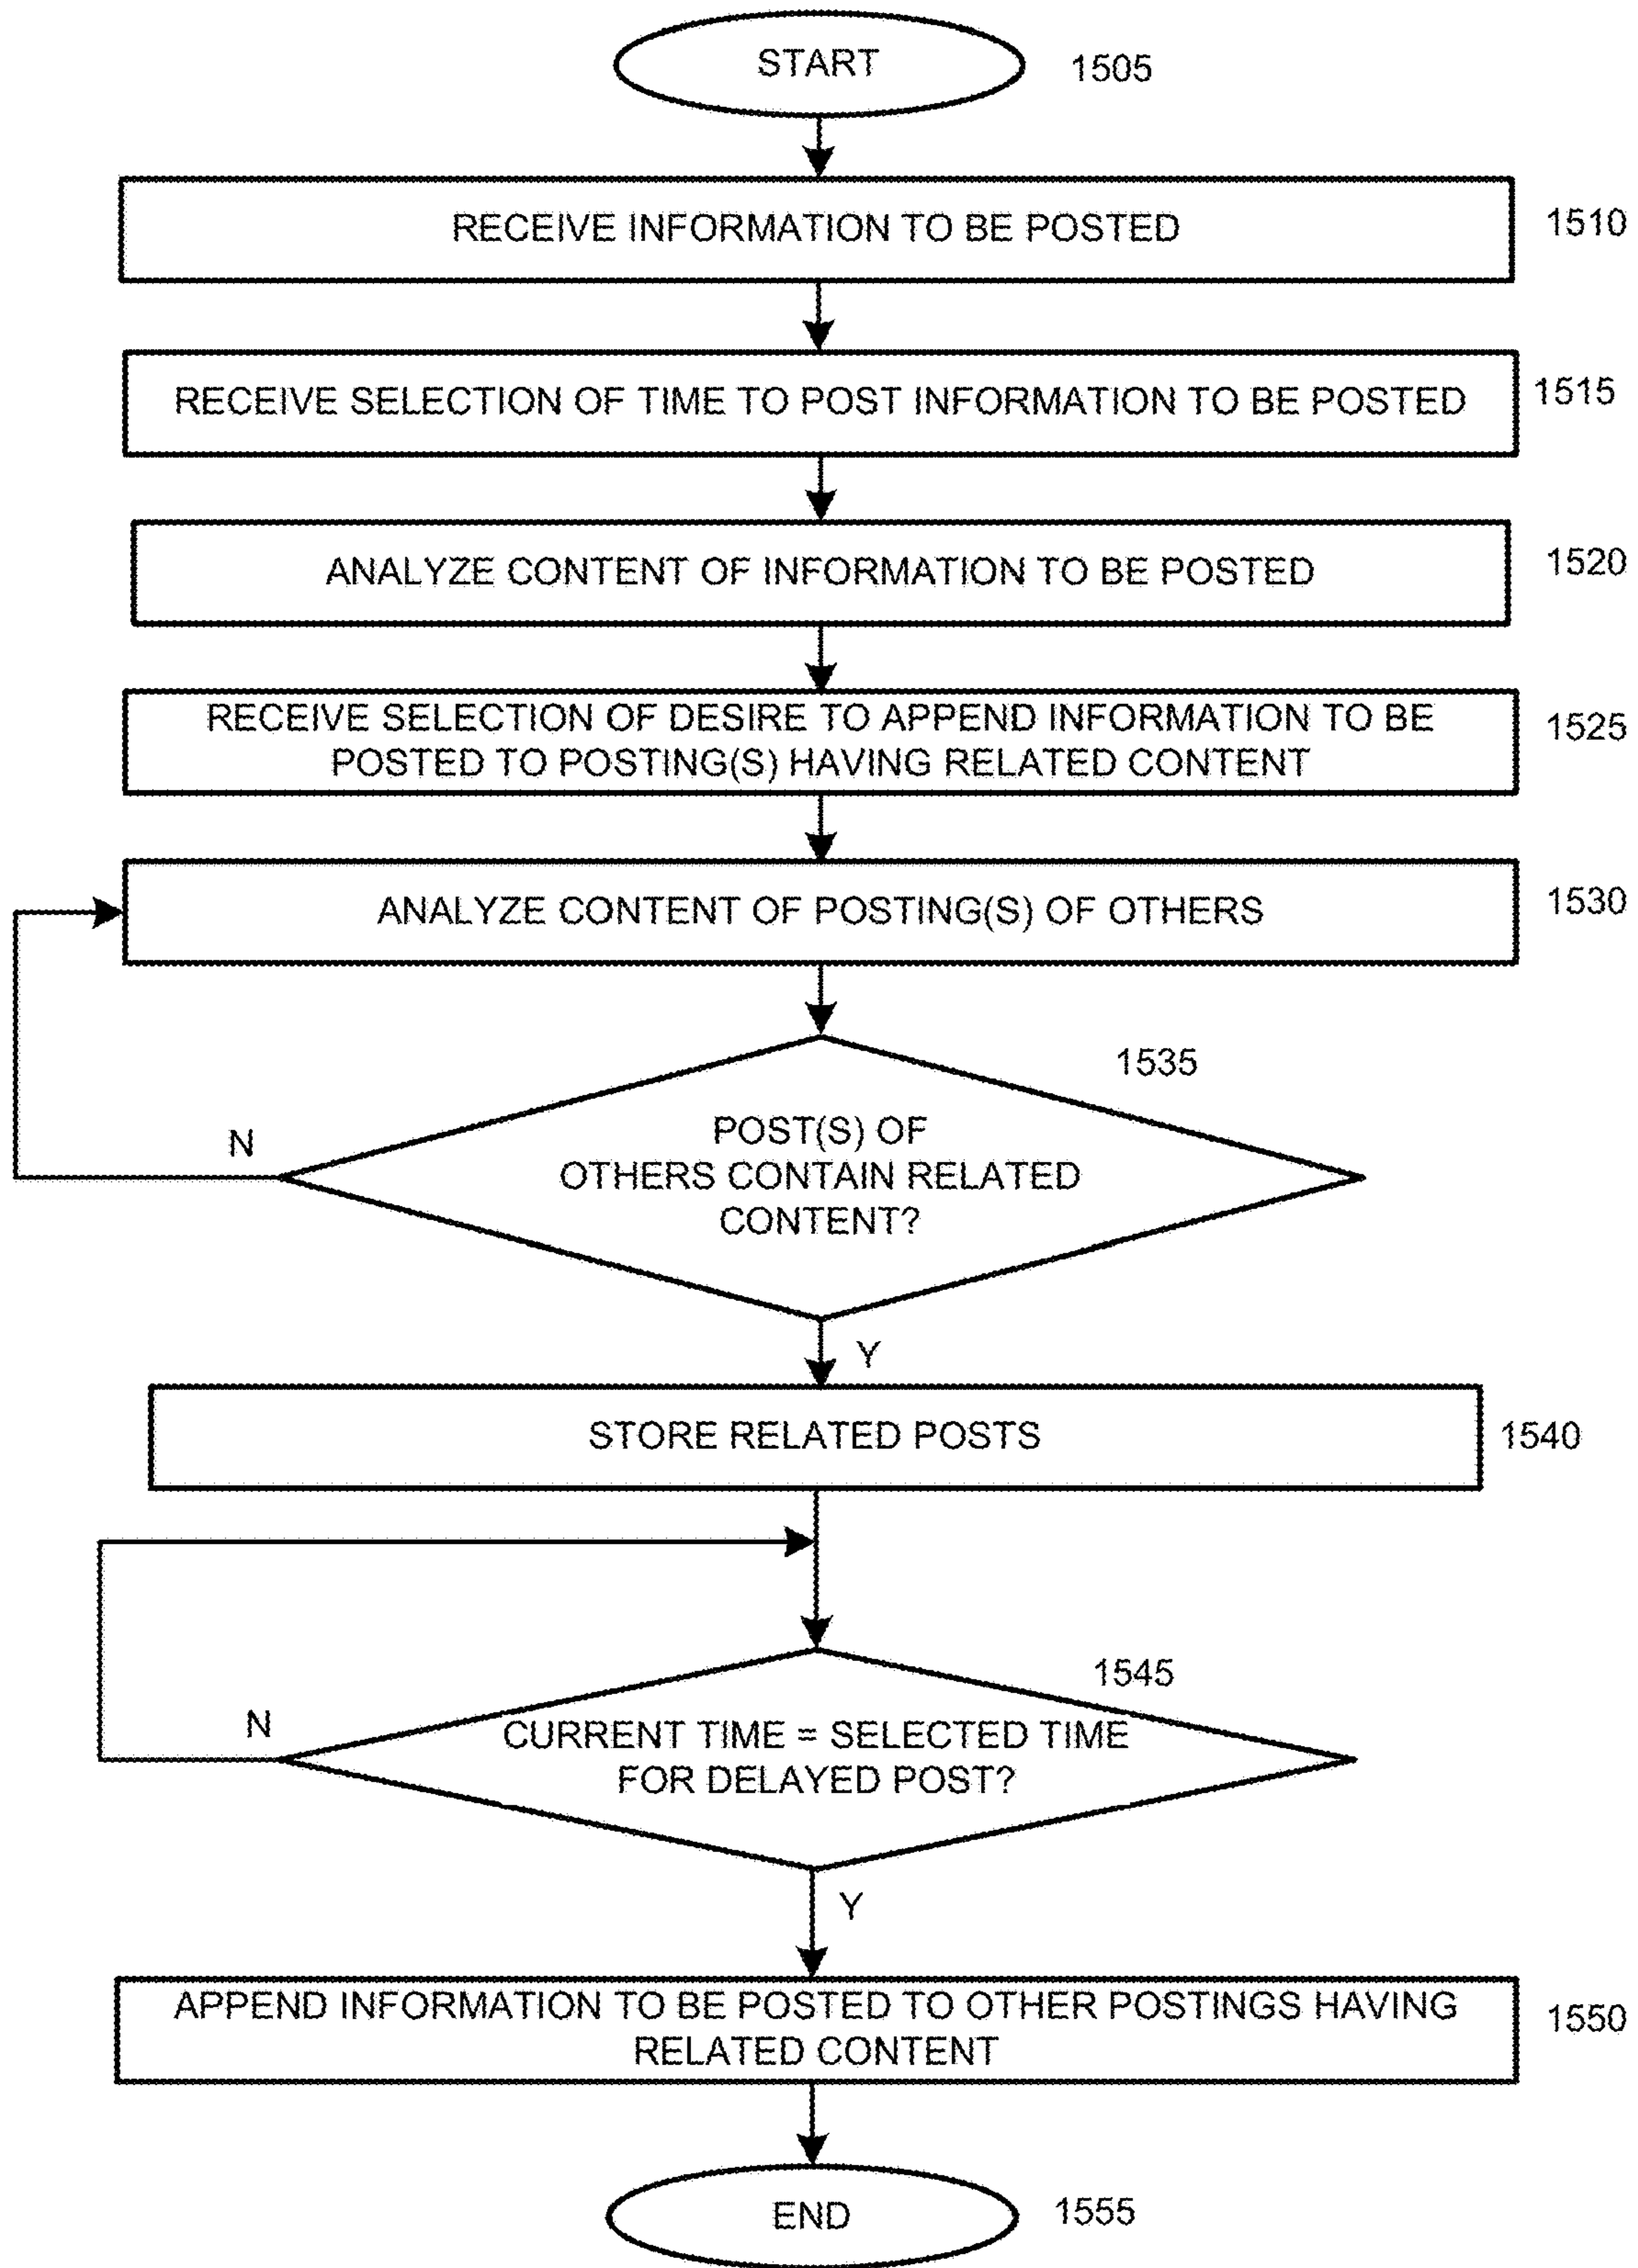 START
1505
RECEIVE INFORMATION TO BE POSTED
1510
RECEIVE SELECTION OF TIME TO POST INFORMATION TO BE POSTED
1515
ANALYZE CONTENT OF INFORMATION TO BE POSTED
1520
RECEIVE SELECTION OF DESIRE TO APPEND INFORMATION TO BE
POSTED TO POSTING(S) HAVING RELATED CONTENT
1525
ANALYZE CONTENT OF POSTING(S) OF OTHERS
1530
1535
POST(S) OF
OTHERS CONTAIN RELATED
CONTENT?
N
Y
STORE RELATED POSTS
1540
1545
CURRENT TIME = SELECTED TIME
FOR DELAYED POST?
N
Y
APPEND INFORMATION TO BE POSTED TO OTHER POSTINGS HAVING
RELATED CONTENT
1550
END
1555